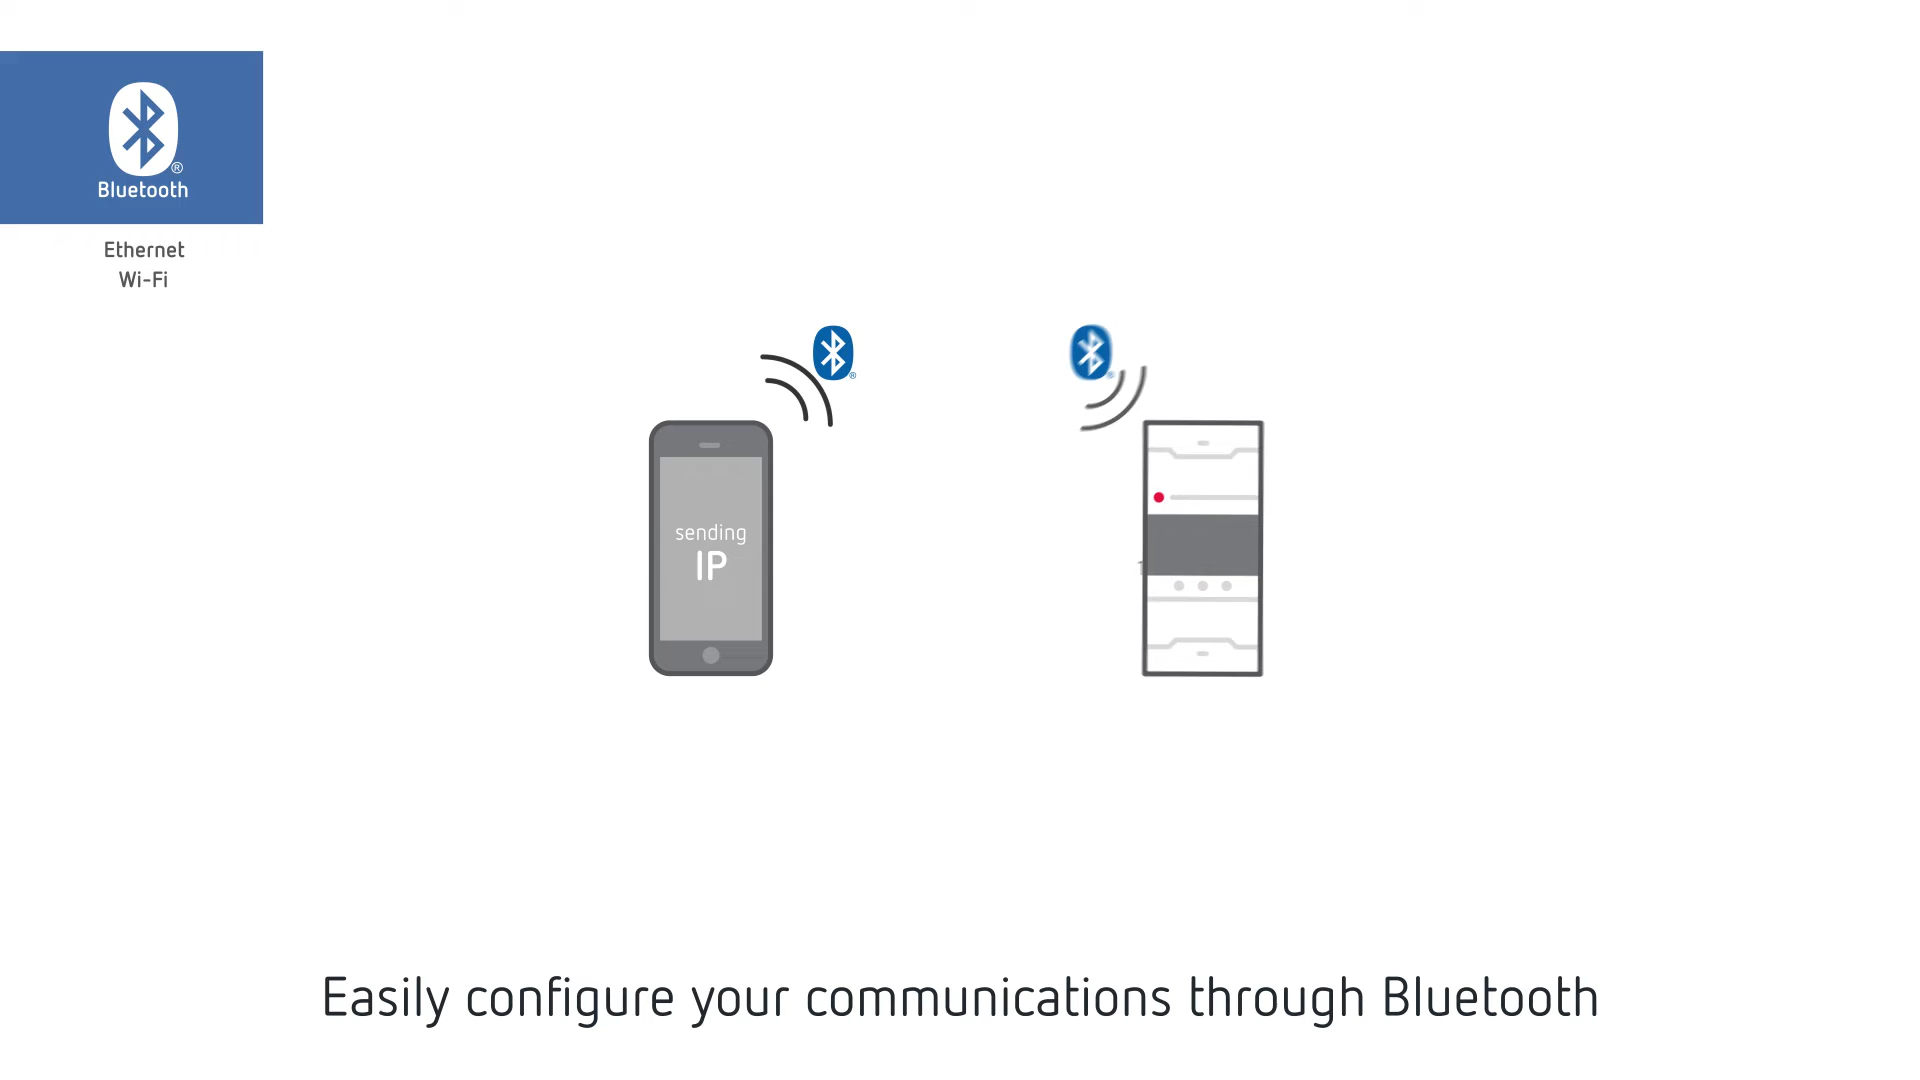 Bluetooth
Ethernet
Wi-Fi
sending
IP
Easily configure your communications through Bluetooth